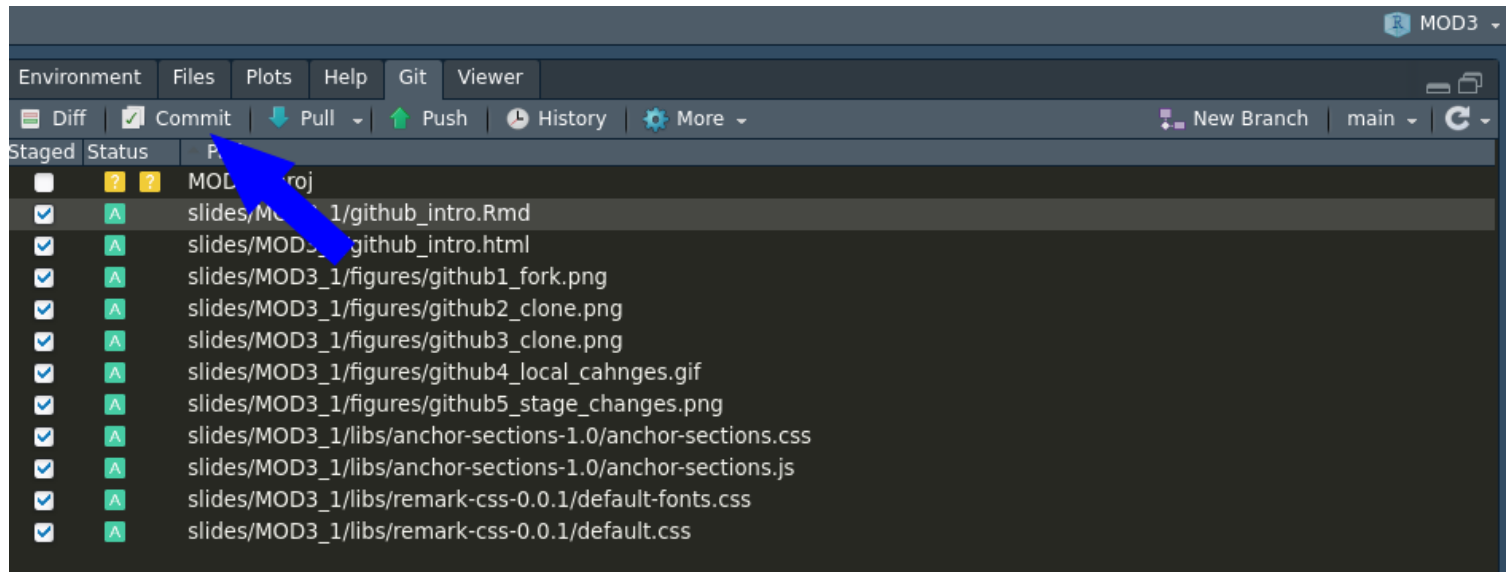 MOD3
Environment Files Plots Help Git Viewer
Diff Commit Pull Push History More New Branch main
Staged Status
? ?
A slides/MOD3_1/github_intro.Rmd
A github_intro.html
A slides/MOD3_1/figures/github1_fork.png
A slides/MOD3_1/figures/github2_clone.png
A slides/MOD3_1/figures/github3_clone.png
A slides/MOD3_1/figures/github4_local_cahnges.gif
A slides/MOD3_1/figures/github5_stage_changes.png
A slides/MOD3_1/libs/anchor-sections-1.0/anchor-sections.css
A slides/MOD3_1/libs/anchor-sections-1.0/anchor-sections.js
A slides/MOD3_1/libs/remark-css-0.0.1/default-fonts.css
A slides/MOD3_1/libs/remark-css-0.0.1/default.css